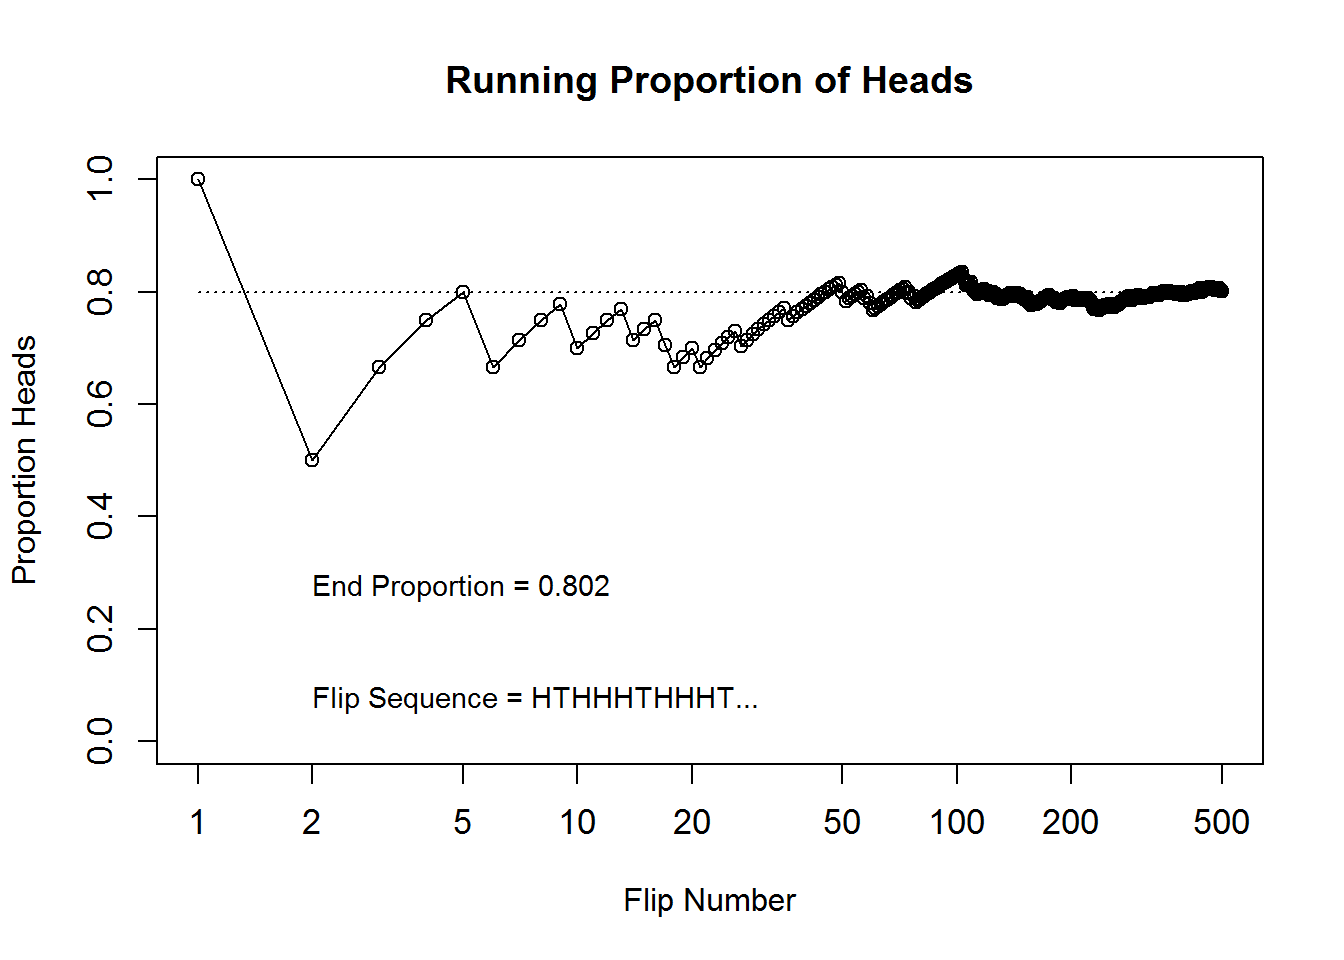 Running Proportion of Heads
1.0
0.8
0.6
0.4
0.2
0.0
Proportion Heads
End Proportion = 0.802
Flip Sequence = HTHHHTHHHT...
1 2 5 10 20 50 100 200 500
Flip Number